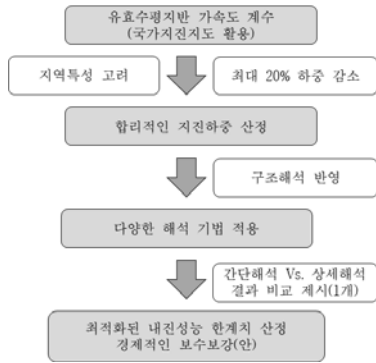 유효수평지반 가속도 계수
(국가지진지도 활용)
지역특성 고려
최대 20% 하중 감소
합리적인 지진하중 산정
구조해석 반영
다양한 해석 기법 적용
간단해석 Vs. 상세해석
결과 비교 제시(1개)
최적화된 내진성능 한계치 산정
경제적인 보수보강(안)